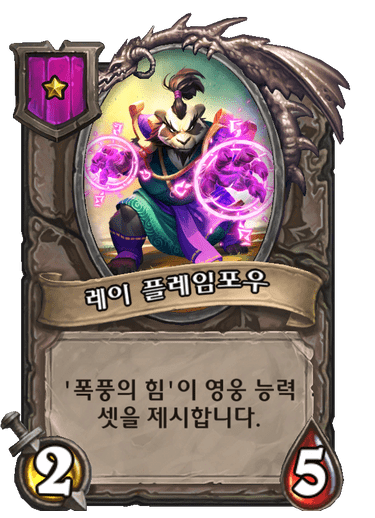 레이 플레임포우
'폭풍의 힘'이 영웅 능력
셋을 제시합니다.
2
5